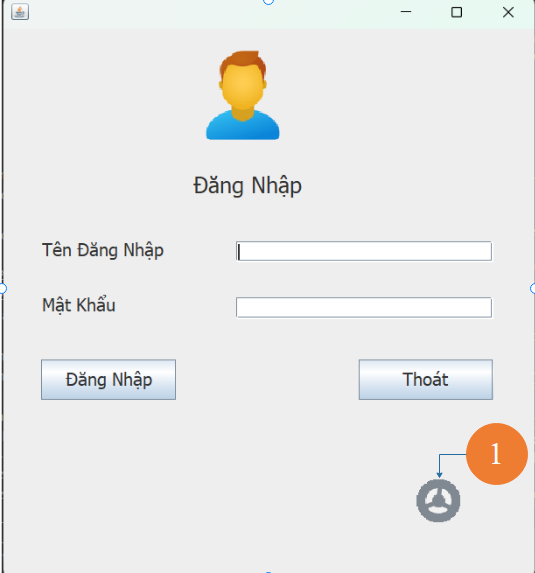 Đăng Nhập
Tên Đăng Nhập
Mật Khẩu
Đăng Nhập Thoát
1